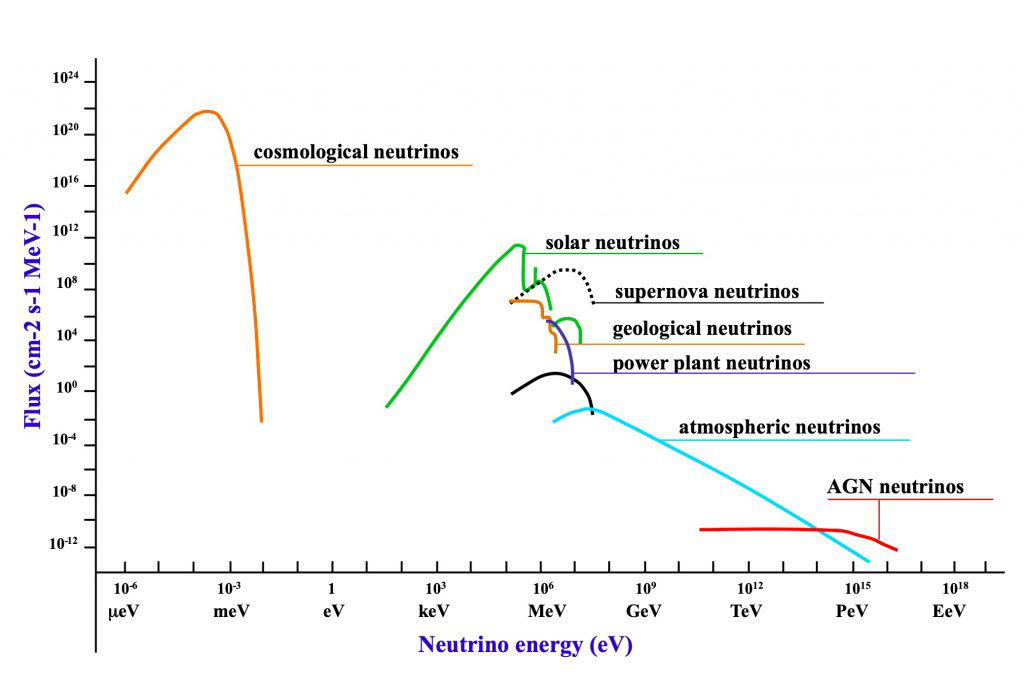 10^24
10^20
10^16
10^12
10^8
10^4
10^0
10^-4
10^-8
10^-12
Flux (cm-2 s-1 MeV-1)
cosmological neutrinos
solar neutrinos
supernova neutrinos
geological neutrinos
power plant neutrinos
atmospheric neutrinos
AGN neutrinos
10^-6 10^-3 1 10^3 10^6 10^9 10^12 10^15 10^18
μeV meV eV keV MeV GeV TeV PeV EeV
Neutrino energy (eV)